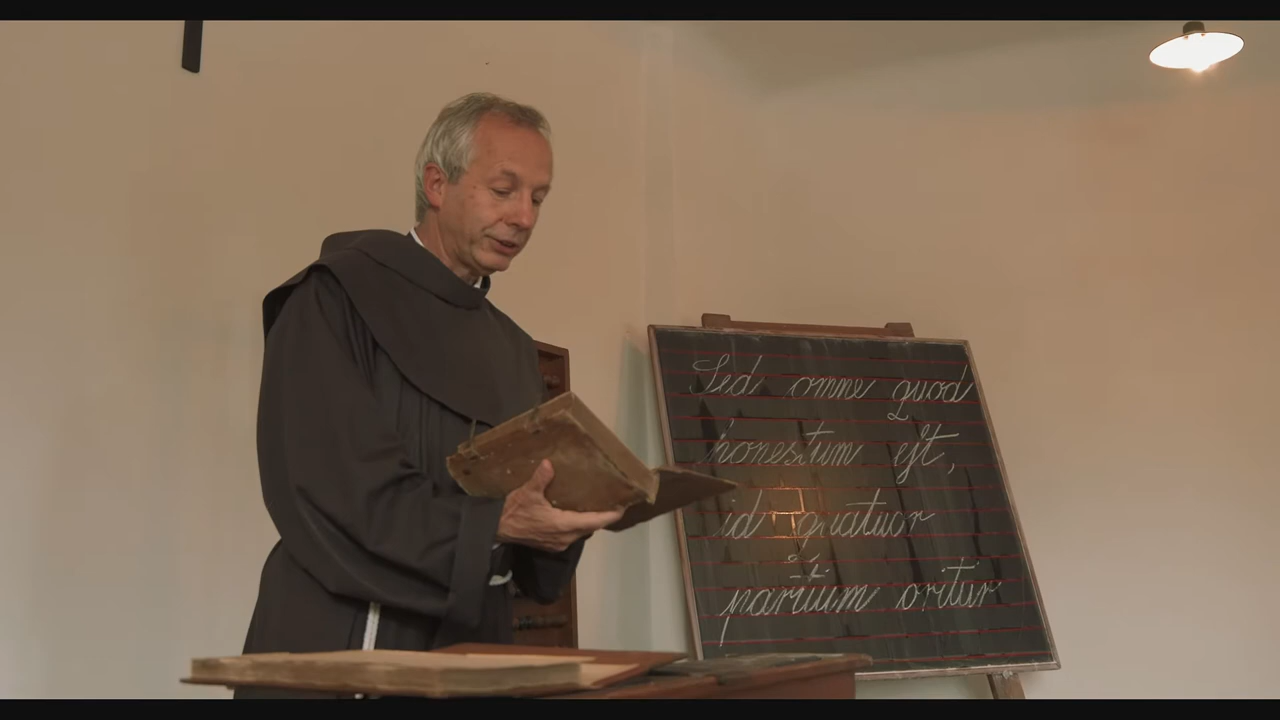 Sed omne quod
honestum est,
id quatuor
partium oritur